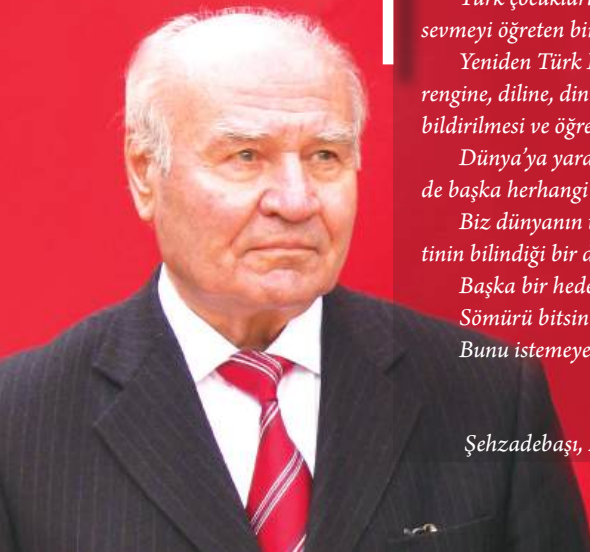 Türk çocukları
sevmeyi öğreten bir
Yeniden Türk
rengine, diline, din
bildirilmesi ve öğre
Dünya'ya yara
de başka herhangi
Biz dünyanın
tinin bilindiği bir
Başka bir hede
Sömürü bitsin
Bunu istemeye
Şehzadebaşı,